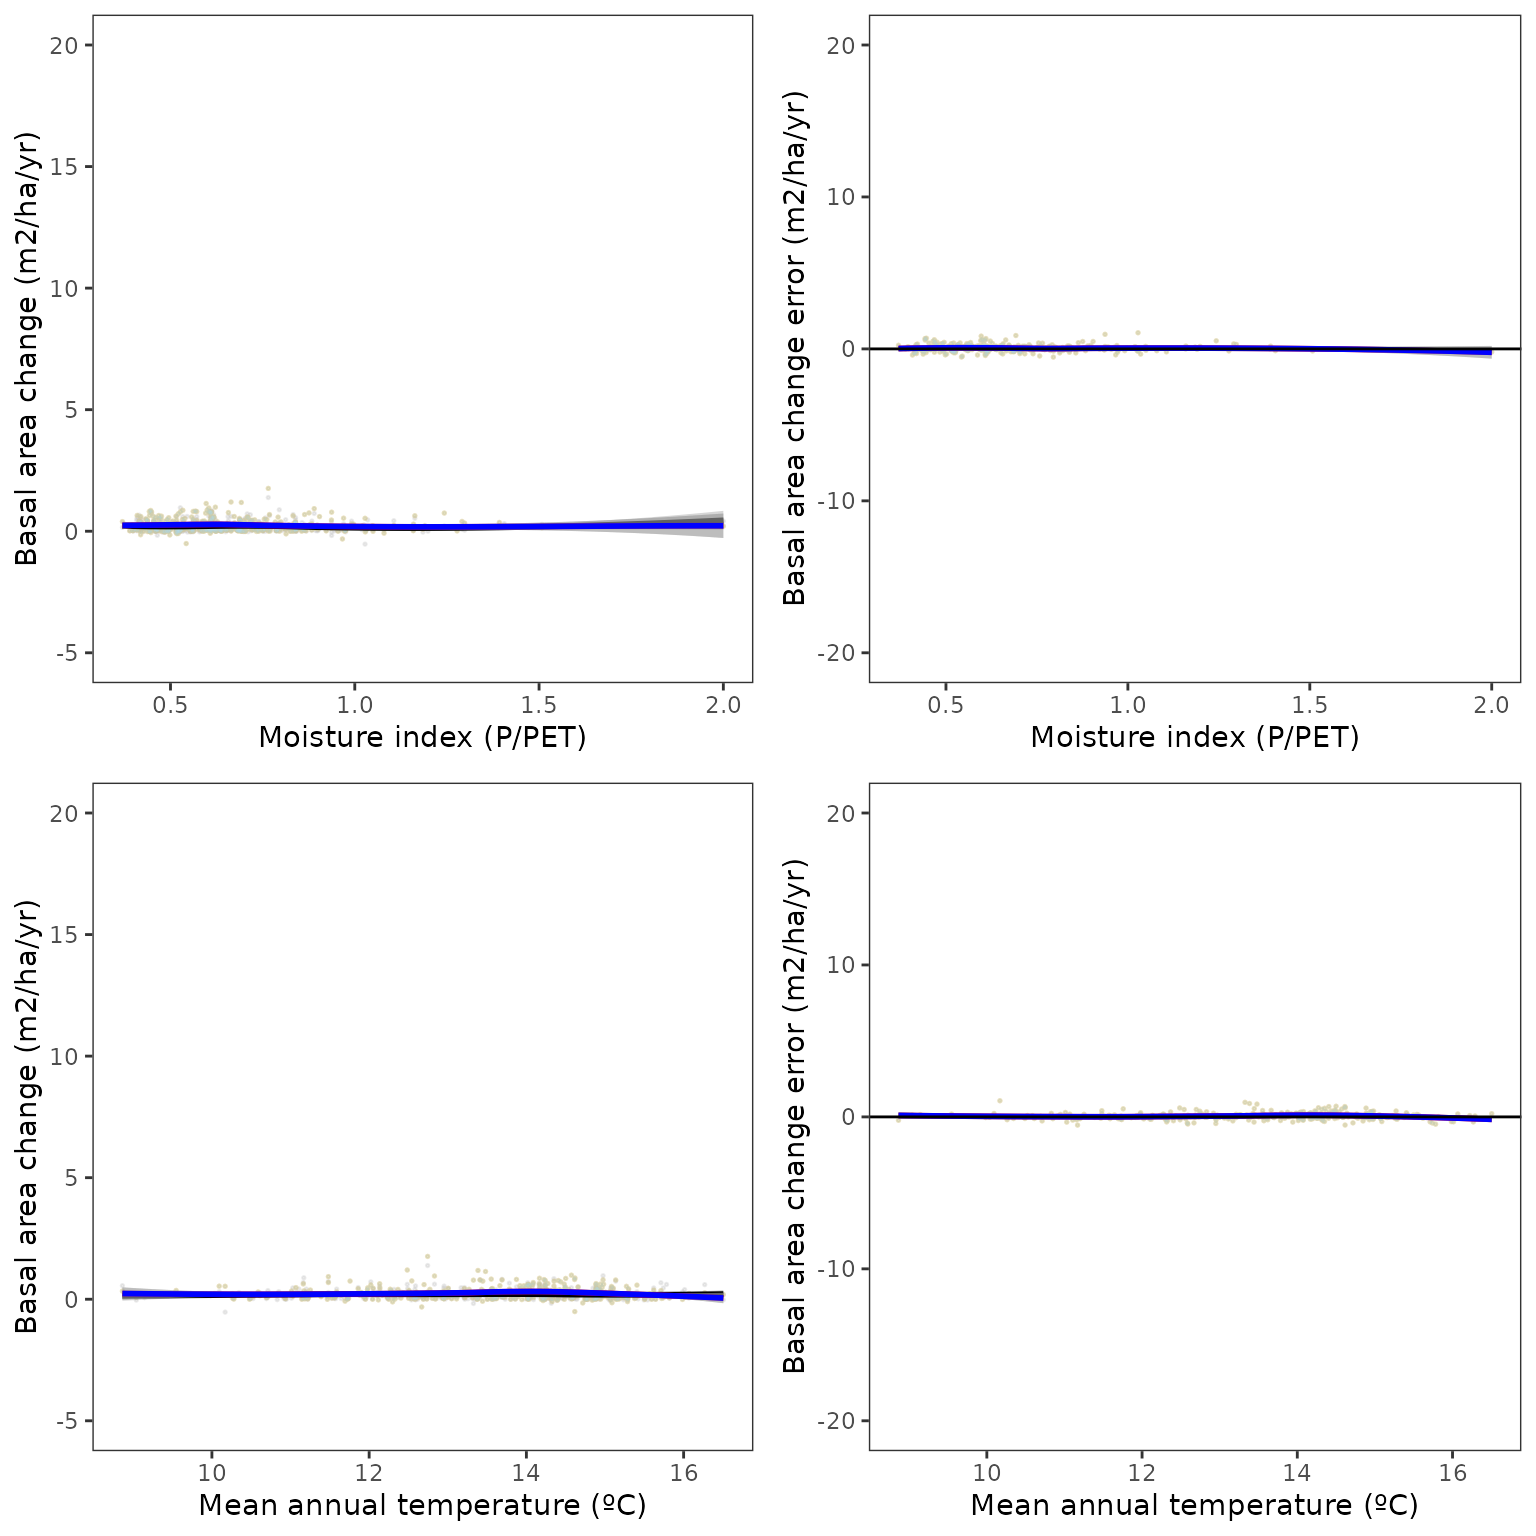 Basal area change (m2/ha/yr)
20
15
10
5
0
-5
0.5 1.0 1.5 2.0
Moisture index (P/PET)
Basal area change error (m2/ha/yr)
20
10
0
-10
-20
0.5 1.0 1.5 2.0
Moisture index (P/PET)
Basal area change (m2/ha/yr)
20
15
10
5
0
-5
10 12 14 16
Mean annual temperature (ºC)
Basal area change error (m2/ha/yr)
20
10
0
-10
-20
10 12 14 16
Mean annual temperature (ºC)